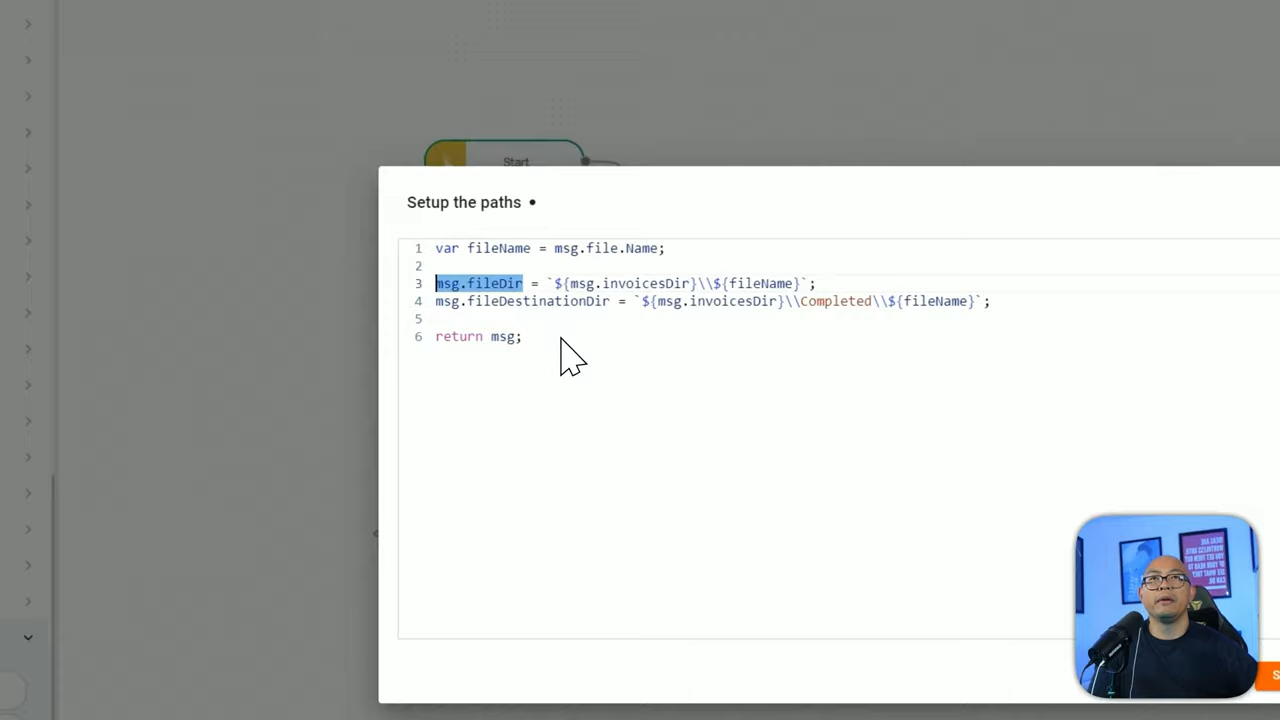 Start
Setup the paths •
1 var fileName = msg.file.Name;
2
3 msg.fileDir = `${msg.invoicesDir}\\${fileName}`;
4 msg.fileDestinationDir = `${msg.invoicesDir}\\Completed\\${fileName}`;
5
6 return msg;
S